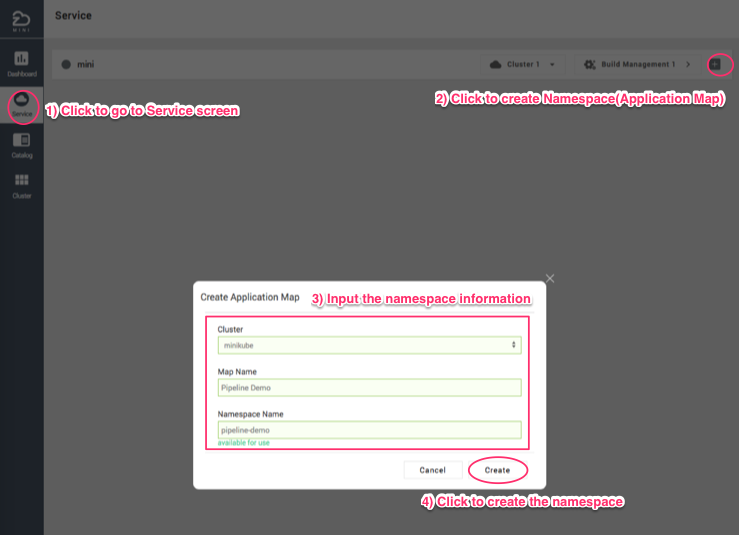 Service
MINI
mini
Cluster 1
Build Management 1
Dashboard
2) Click to create Namespace(Application Map)
1) Click to go to Service screen
Service
Catalog
Cluster
Create Application Map
3) Input the namespace information
Cluster
minikube
Map Name
Pipeline Demo
Namespace Name
pipeline-demo
available for use
Cancel
Create
4) Click to create the namespace